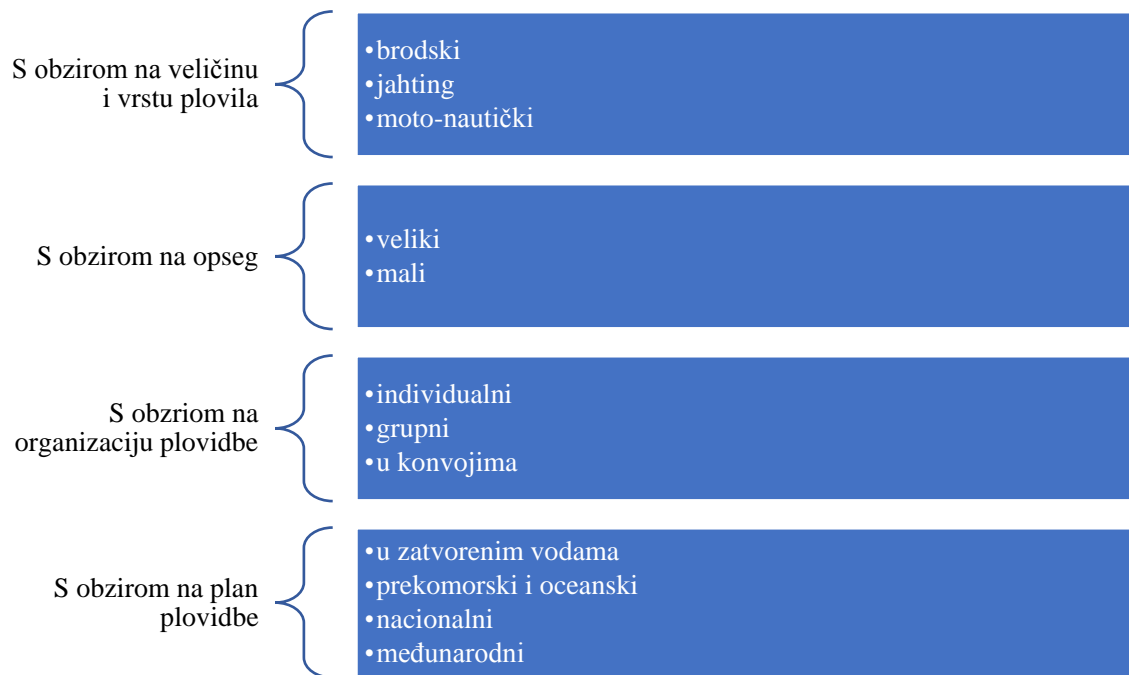 S obzirom na veličinu
i vrstu plovila
•brodski
•jahting
•moto-nautički
S obzirom na opseg
•veliki
•mali
S obzriom na
organizaciju plovidbe
•individualni
•grupni
•u konvojima
S obzirom na plan
plovidbe
•u zatvorenim vodama
•prekomorski i oceanski
•nacionalni
•međunarodni